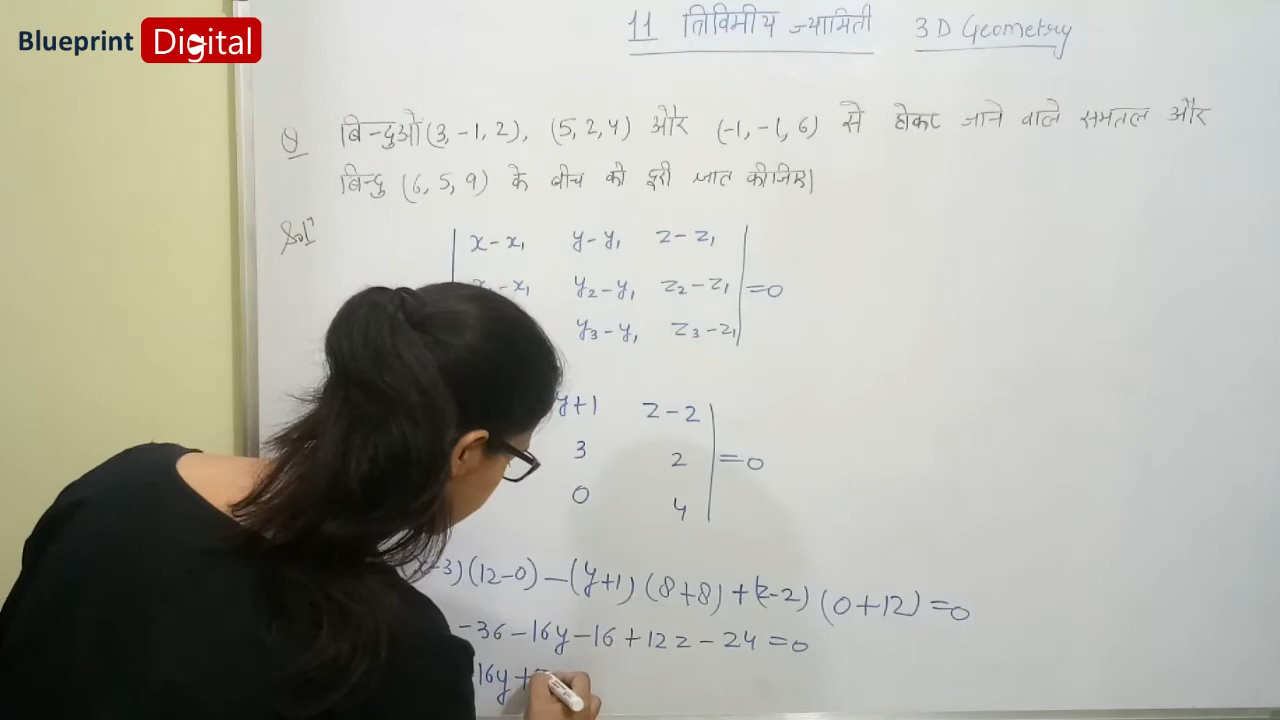 Blueprint Digital
11 त्रिविमीय ज्यामिती 3D Geometry
Q बिन्दुओं (3, -1, 2), (5, 2, 4) और (-1, -1, 6) से होकर जाने वाले समतल और
बिन्दु (6, 5, 9) के बीच की दूरी ज्ञात कीजिए।
Sol^n
x - x₁ y - y₁ z - z₁
- x₁ y₂ - y₁ z₂ - z₁ = 0
y₃ - y₁ z₃ - z₁
y+1 z - 2
3 2 = 0
0 4
-3) (12-0) - (y+1) (8+8) + (z-2) (0+12) = 0
-36 - 16y - 16 + 12z - 24 = 0
16y +